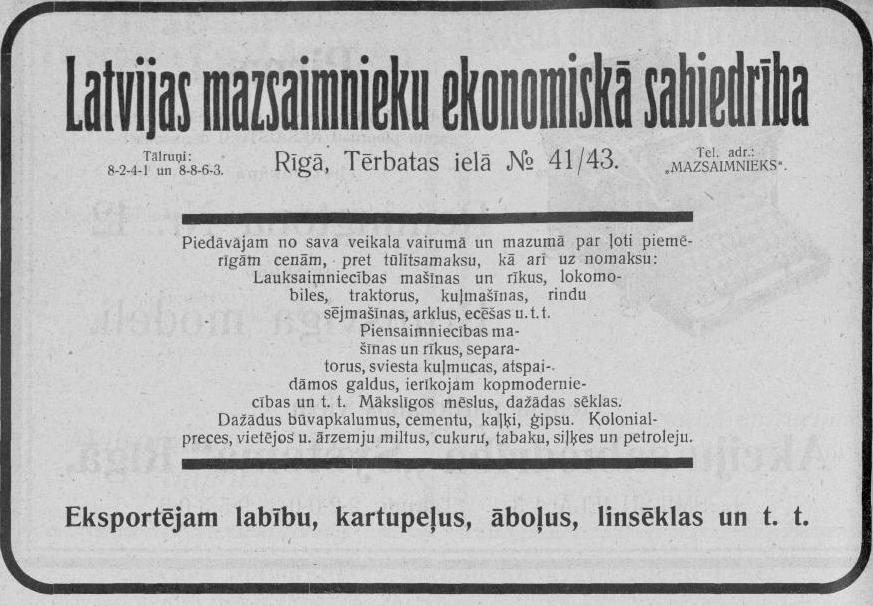 Latvijas mazsaimnieku ekonomiskā sabiedrība
Tālruņi:
8-2-4-1 un 8-8-6-3.
Rīgā, Tērbatas ielā № 41/43.
Tel. adr.:
„MAZSAIMNIEKS“.
Piedāvājam no sava veikala vairumā un mazumā par ļoti piemē-
rīgām cenām, pret tūlītsamaksu, kā arī uz nomaksu:
Lauksaimniecības mašīnas un rīkus, lokomo-
biles, traktorus, kuļmašīnas, rindu
sējmašīnas, arklus, ecēšas u.t.t.
Piensaimniecības ma-
šīnas un rīkus, separa-
torus, sviesta kuļmucas, atspai-
dāmos galdus, ierīkojam kopmodernie-
cības un t. t. Mākslīgos mēslus, dažādas sēklas.
Dažādus būvapkalumus, cementu, kaļķi, ģipsu. Kolonial-
preces, vietējos u. ārzemju miltus, cukuru, tabaku, siļķes un petroleju.
Eksportējam labību, kartupeļus, āboļus, linsēklas un t. t.